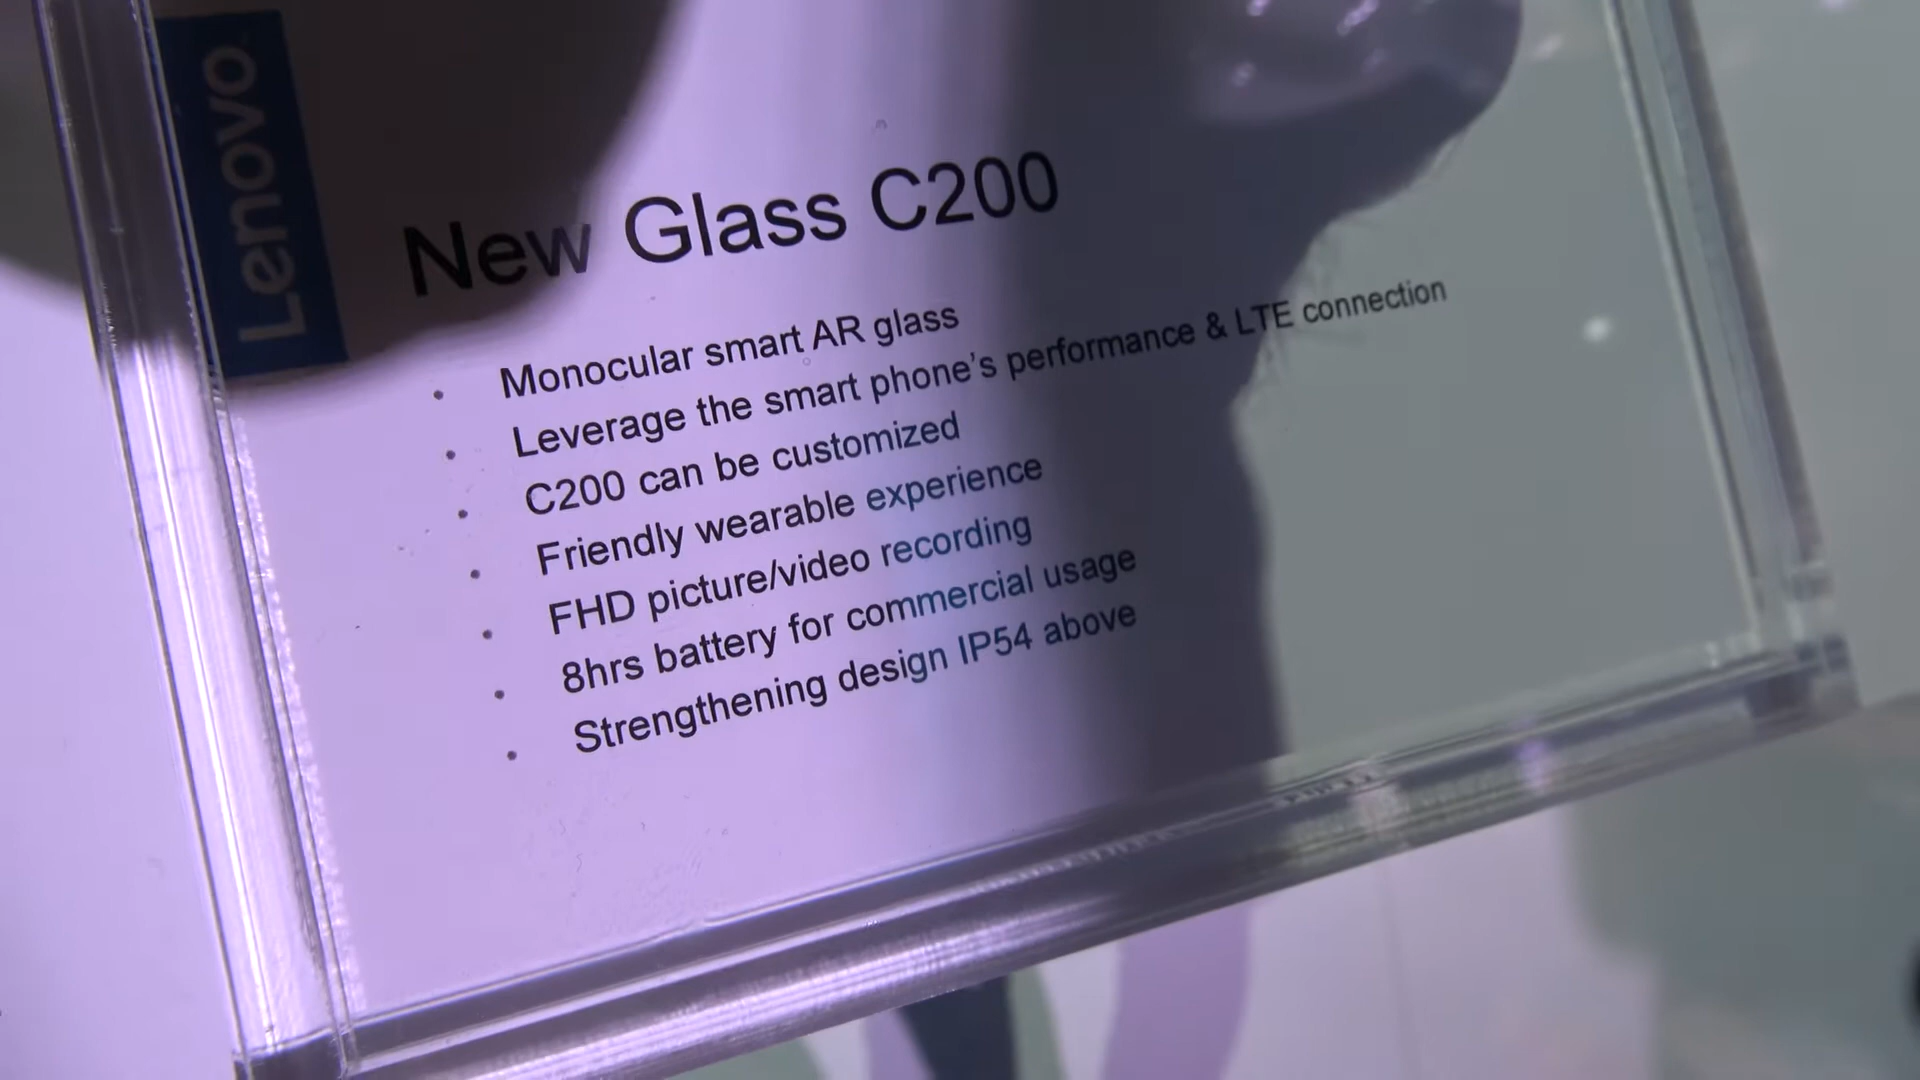 Lenovo
New Glass C200
• Monocular smart AR glass
• Leverage the smart phone's performance & LTE connection
• C200 can be customized
• Friendly wearable experience
• FHD picture/video recording
• 8hrs battery for commercial usage
• Strengthening design IP54 above